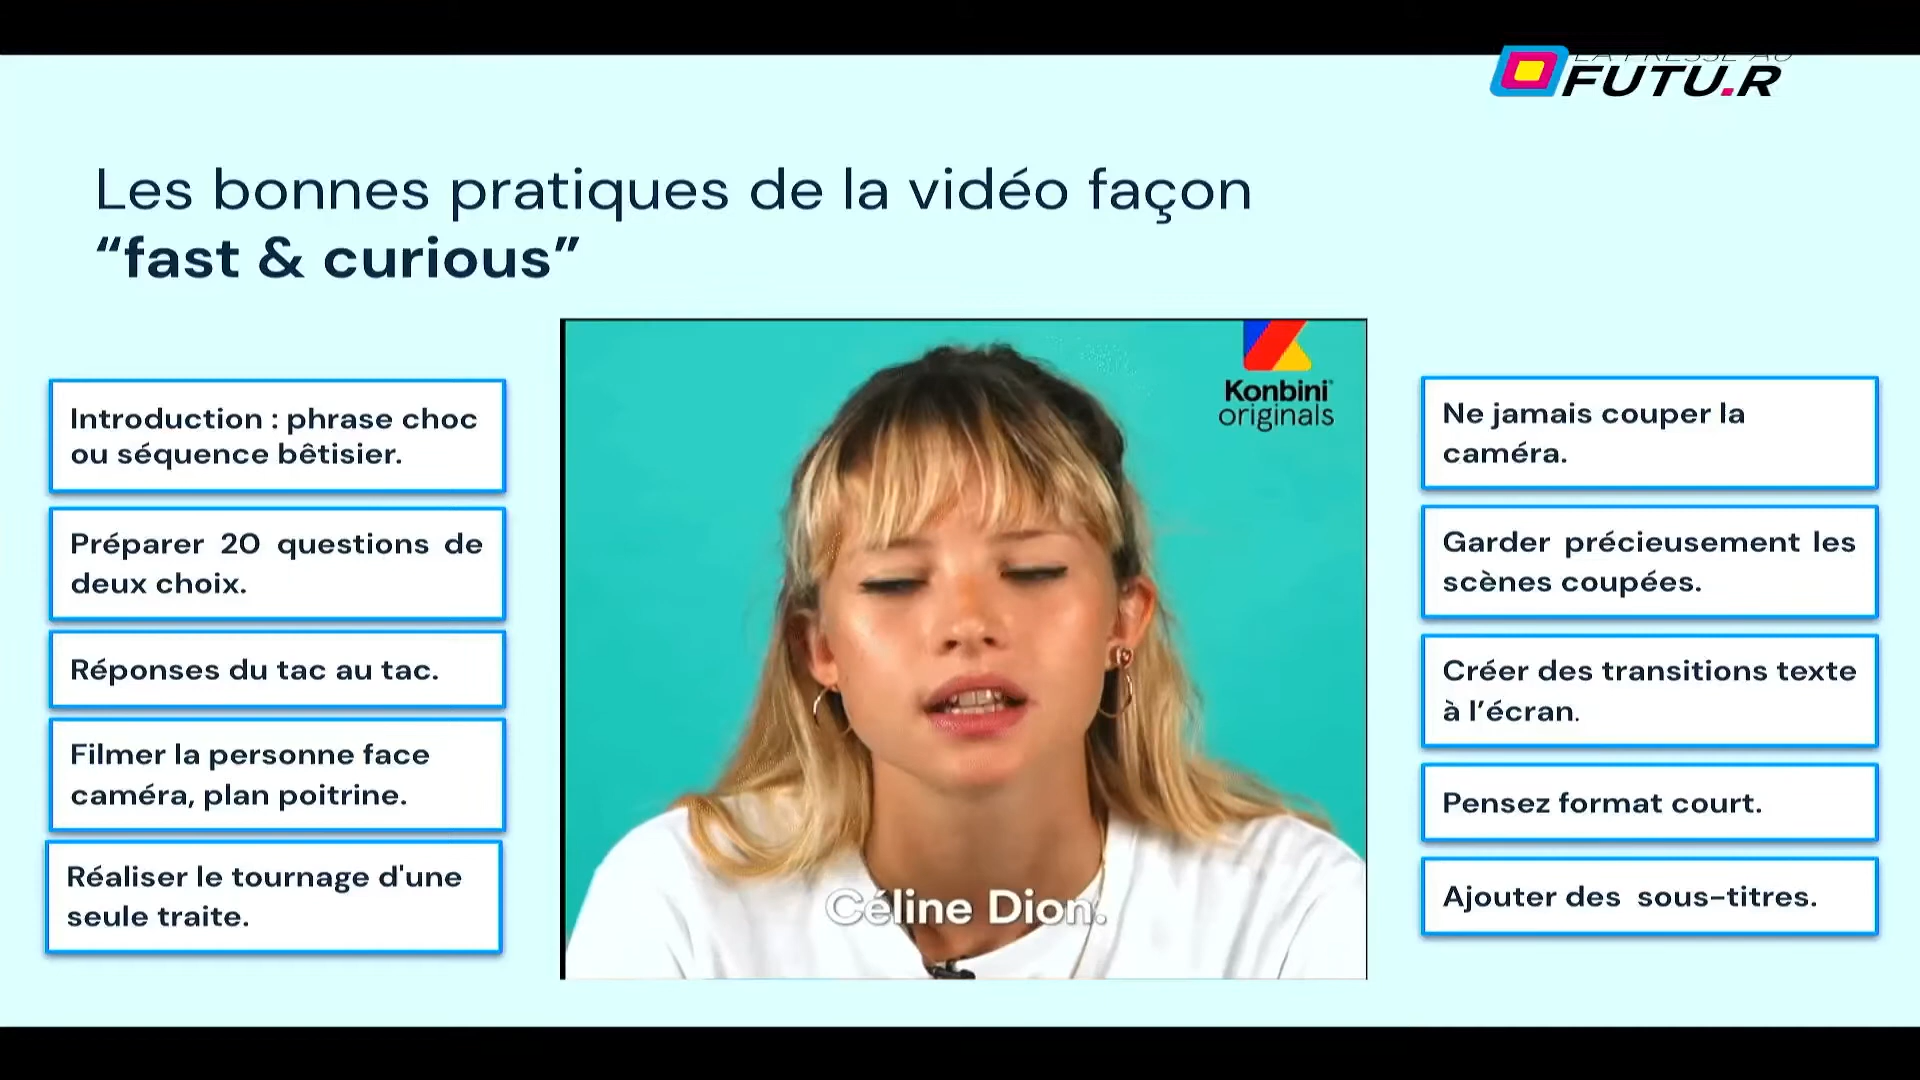 LA PRESSE AU
FUTU.R
Les bonnes pratiques de la vidéo façon
“fast & curious”
Introduction : phrase choc
ou séquence bêtisier.
Préparer 20 questions de
deux choix.
Réponses du tac au tac.
Filmer la personne face
caméra, plan poitrine.
Réaliser le tournage d'une
seule traite.
Konbini
originals
Céline Dion.
Ne jamais couper la
caméra.
Garder précieusement les
scènes coupées.
Créer des transitions texte
à l’écran.
Pensez format court.
Ajouter des sous-titres.